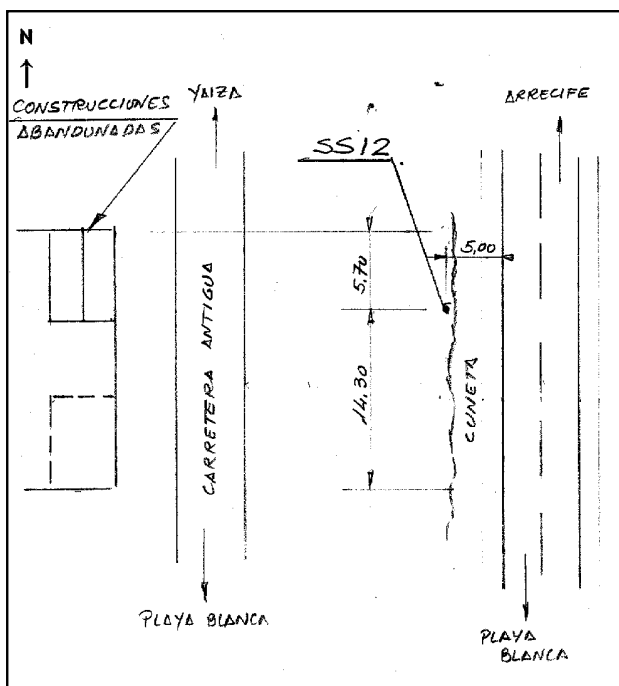 N
YAIZA
ARRECIFE
CONSTRUCCIONES
ABANDONADAS
SS12
5,00
5,70
14,30
CARRETERA ANTIGUA
CUNETA
PLAYA BLANCA
PLAYA
BLANCA